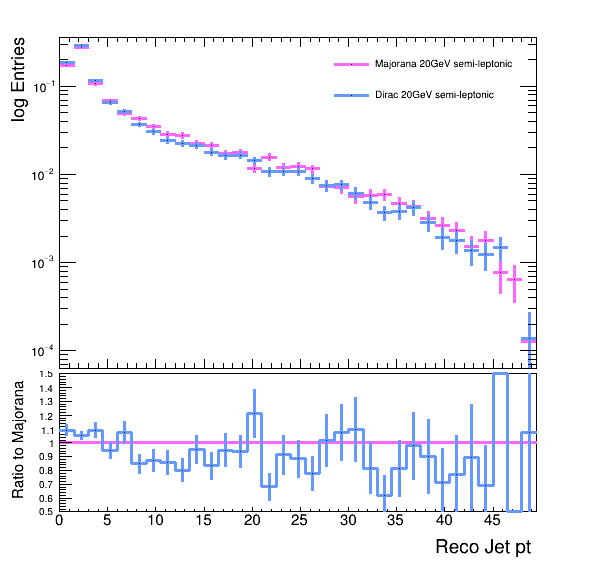 log Entries
10⁻¹
10⁻²
10⁻³
10⁻⁴
Majorana 20GeV semi-leptonic
Dirac 20GeV semi-leptonic
Ratio to Majorana
1.5
1.4
1.3
1.2
1.1
1
0.9
0.8
0.7
0.6
0.5
0 5 10 15 20 25 30 35 40 45
Reco Jet pt